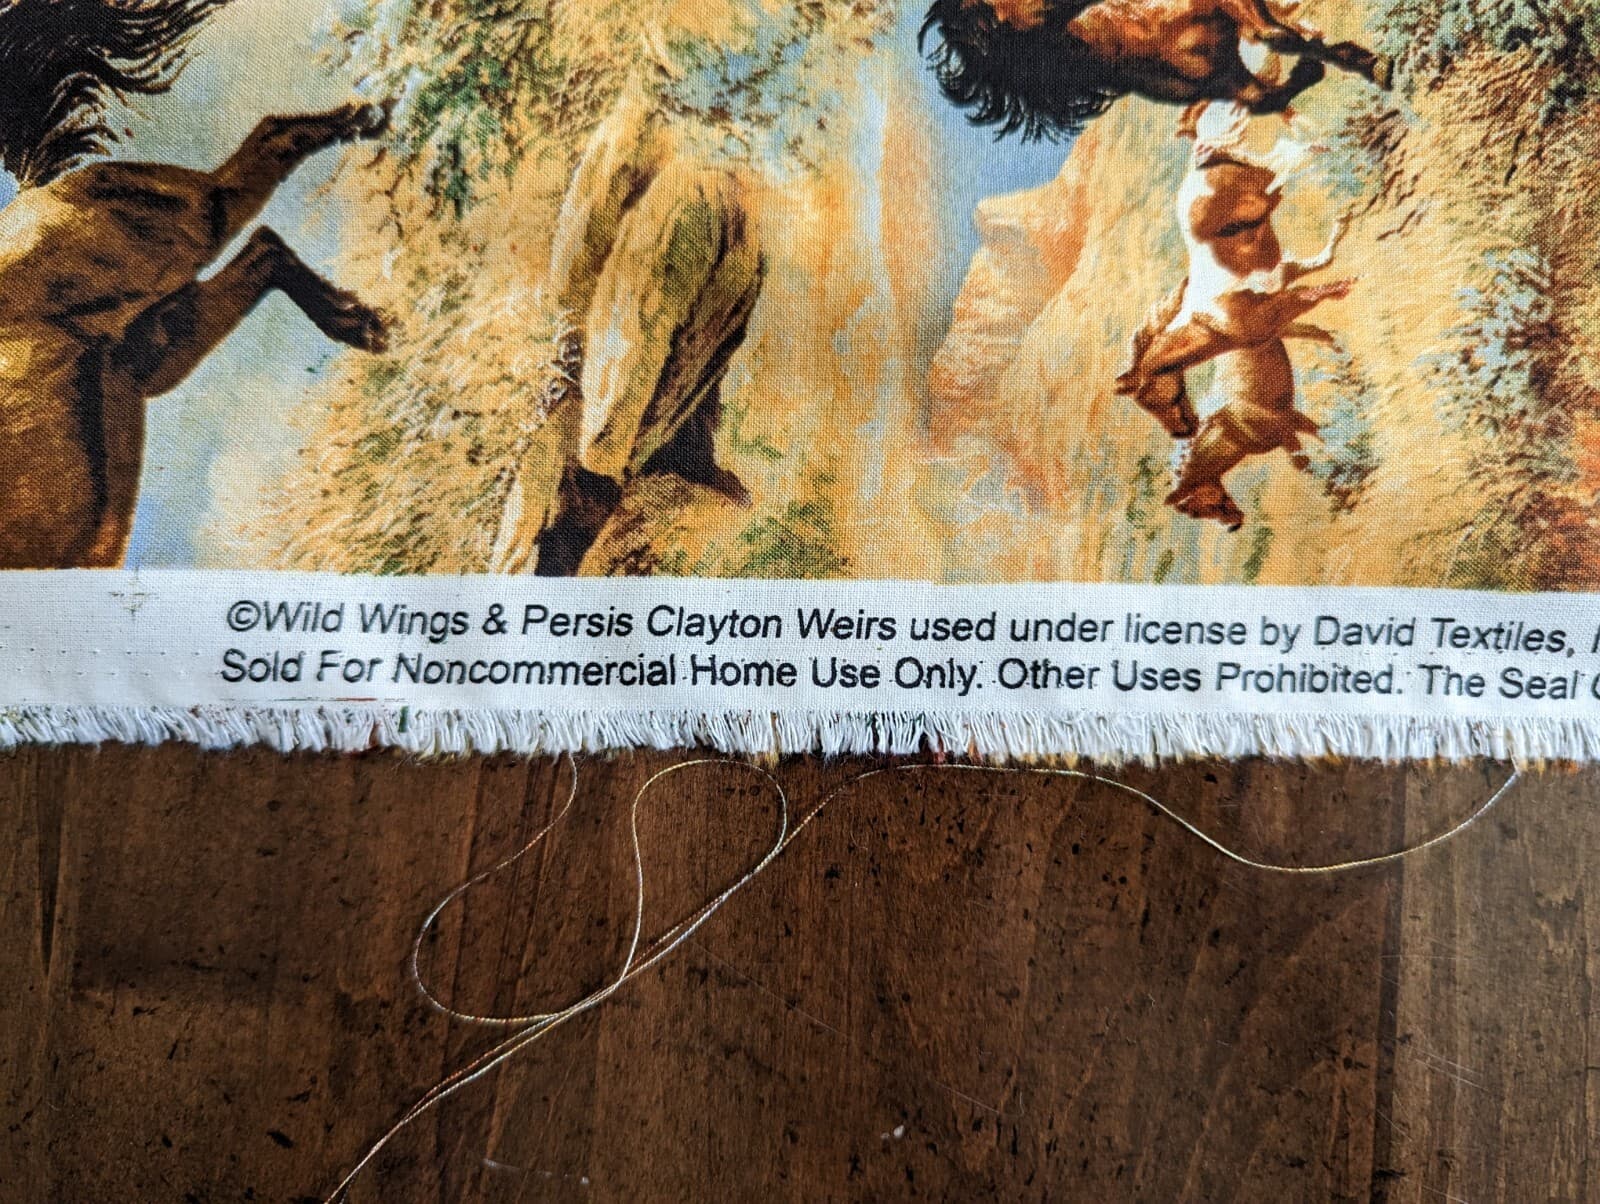 ©Wild Wings & Persis Clayton Weirs used under license by David Textiles,
Sold For Noncommercial Home Use Only. Other Uses Prohibited. The Seal